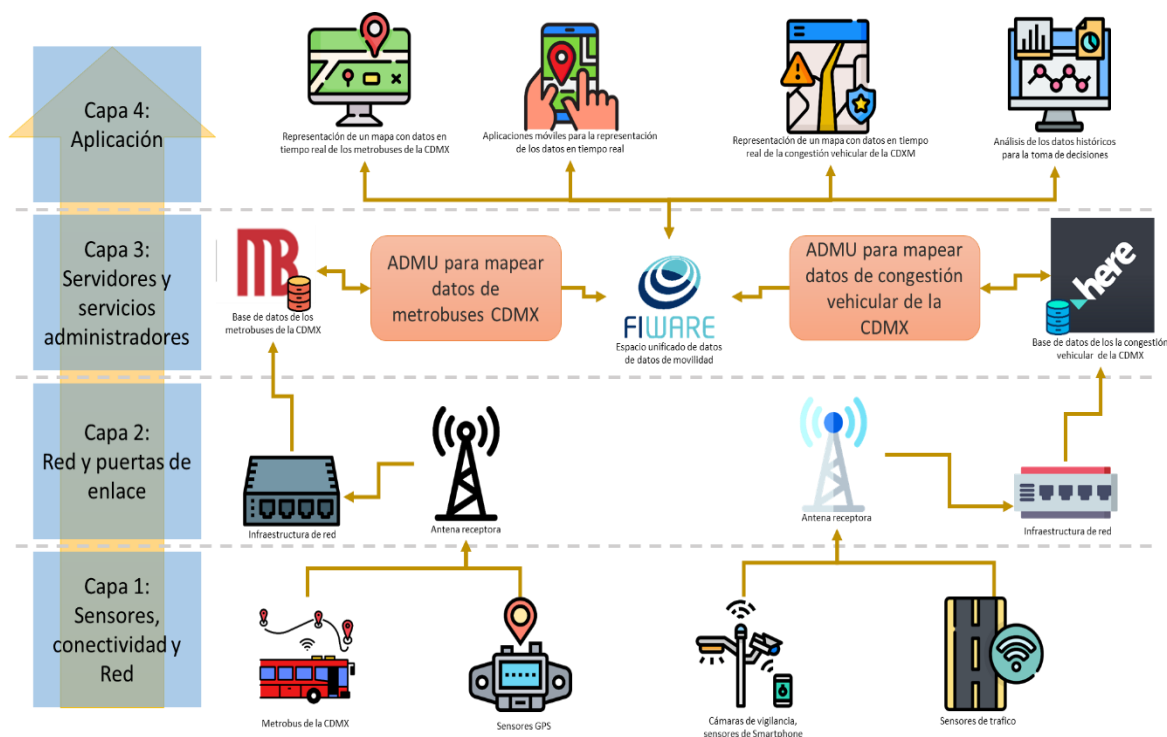 Capa 4:
Aplicación
Representación de un mapa con datos en
tiempo real de los metrobuses de la CDMX
Aplicaciones móviles para la representación
de los datos en tiempo real
Representación de un mapa con datos en tiempo
real de la congestión vehicular de la CDXM
Análisis de los datos históricos
para la toma de decisiones
Capa 3:
Servidores y
servicios
administradores
MB
Base de datos de los
metrobuses de la CDMX
ADMU para mapear
datos de
metrobuses CDMX
FIWARE
Espacio unificado de datos
de datos de movilidad
ADMU para mapear
datos de congestión
vehicular de la
CDMX
here
Base de datos de los la congestión
vehicular de la CDMX
Capa 2:
Red y puertas de
enlace
Infraestructura de red
Antena receptora
Antena receptora
Infraestructura de red
Capa 1:
Sensores,
conectividad y
Red
Metrobus de la CDMX
Sensores GPS
Cámaras de vigilancia,
sensores de Smartphone
Sensores de trafico